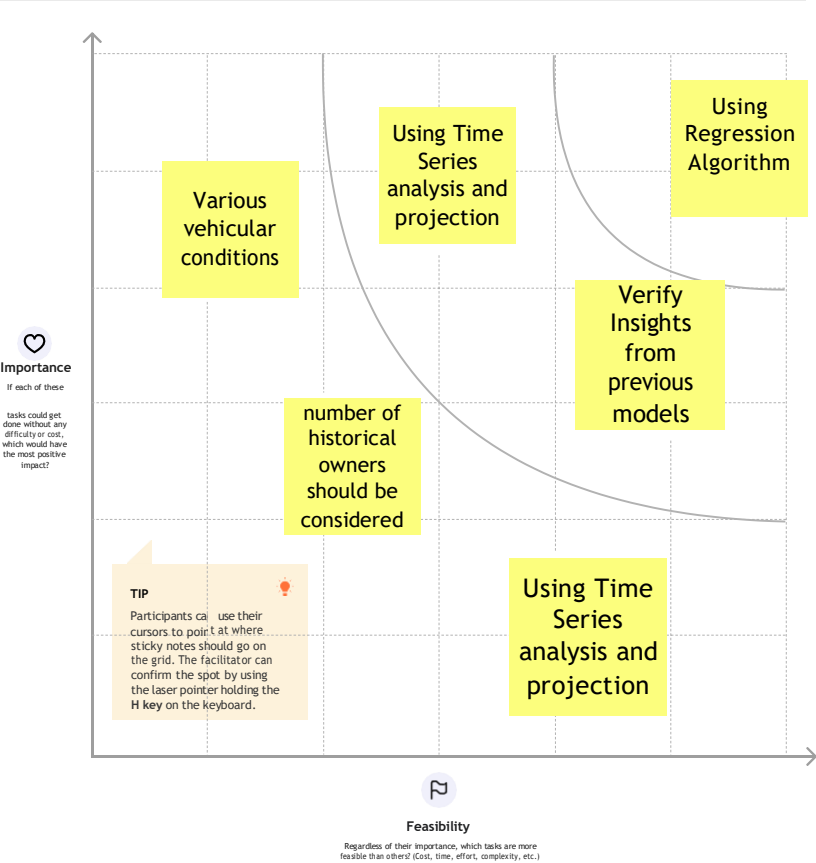 Using
Regression
Algorithm
Using Time
Series
analysis and
projection
Various
vehicular
conditions
Verify
Insights
from
previous
models
Importance
If each of these
tasks could get
done without any
difficulty or cost,
which would have
the most positive
impact?
number of
historical
owners
should be
considered
Using Time
Series
analysis and
projection
TIP
Participants ca use their
cursors to poin t at where
sticky notes should go on
the grid. The facilitator can
confirm the spot by using
the laser pointer holding the
H key on the keyboard.
Feasibility
Regardless of their importance, which tasks are more
feasible than others? (Cost, time, effort, complexity, etc.)